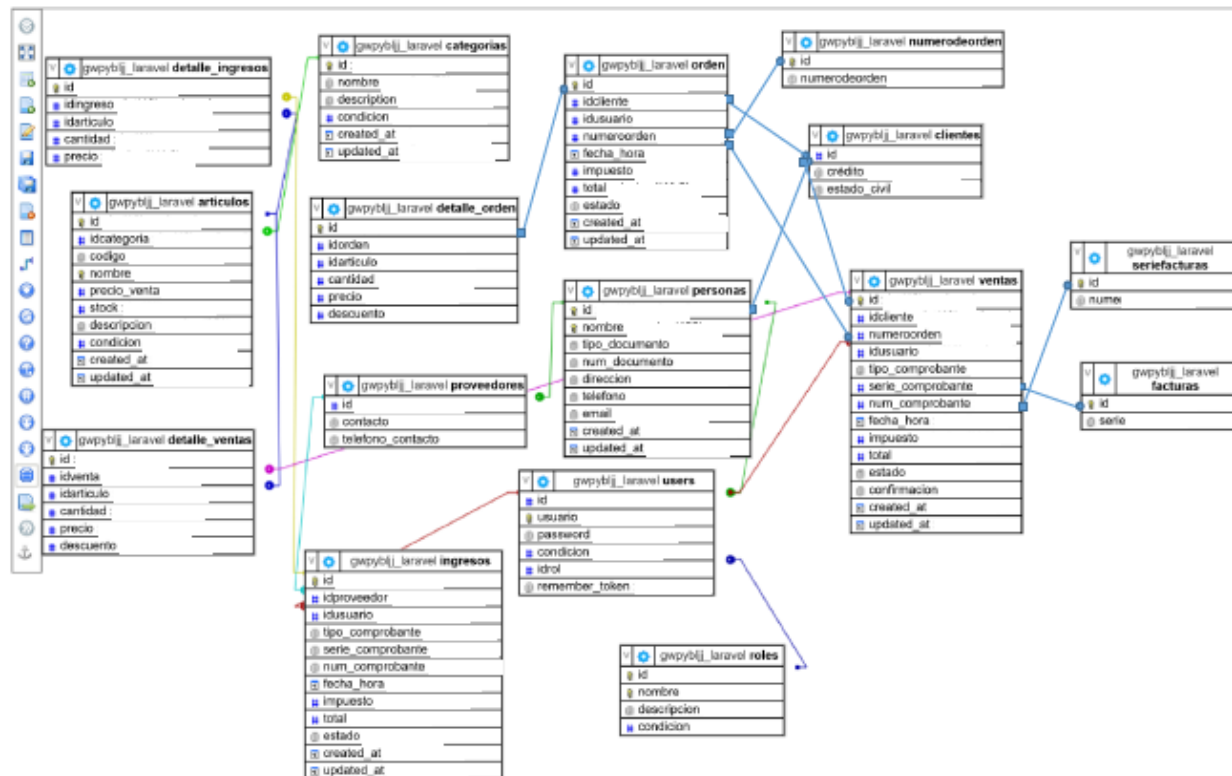 gwpybljj_laravel detalle_ingresos
id
idingreso
idarticulo
cantidad :
precio :
gwpybljj_laravel categorias
id :
nombre
description
condicion
created_at
updated_at
gwpybljj_laravel orden
id
idcliente
idusuario
numeroorden
fecha_hora
impuesto
total
estado
created_at
updated_at
gwpybljj_laravel numerodeorden
id
numerodeorden
gwpybljj_laravel clientes
id
crédito
estado_civil
gwpybljj_laravel articulos
id
idcategoria
codigo
nombre
precio_venta
stock :
descripcion
condicion
created_at
updated_at
gwpybljj_laravel detalle_orden
id
idorden
idarticulo
cantidad
precio
descuento
gwpybljj_laravel personas
id
nombre
tipo_documento
num_documento
direccion
telefono
email
created_at
updated_at
gwpybljj_laravel ventas
id :
idcliente
numeroorden
idusuario
tipo_comprobante
serie_comprobante
num_comprobante
fecha_hora
impuesto
total
estado
confirmacion
created_at
updated_at
gwpybljj_laravel
seriefacturas
id
gwpybljj_laravel
facturas
id
serie
gwpybljj_laravel proveedores
id
contacto
telefono_contacto
gwpybljj_laravel detalle_ventas
id :
idventa
idarticulo
cantidad :
precio
descuento
gwpybljj_laravel users
id
usuario
password
condicion
idrol
remember_token
gwpybljj_laravel ingresos
id
idproveedor
idusuario
tipo_comprobante
serie_comprobante
num_comprobante
fecha_hora
impuesto
total
estado
created_at
updated_at
gwpybljj_laravel roles
id
nombre
descripcion
condicion